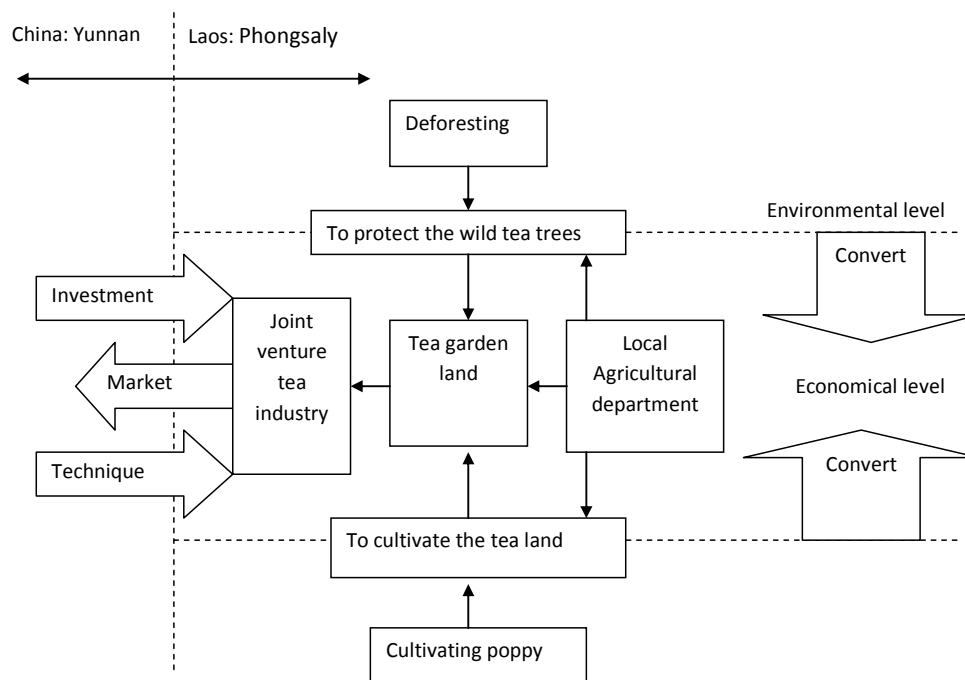 China: Yunnan
Laos: Phongsaly
Deforesting
Environmental level
To protect the wild tea trees
Convert
Investment
Joint
venture
tea
industry
Tea garden
land
Local
Agricultural
department
Market
Economical level
Technique
Convert
To cultivate the tea land
Cultivating poppy